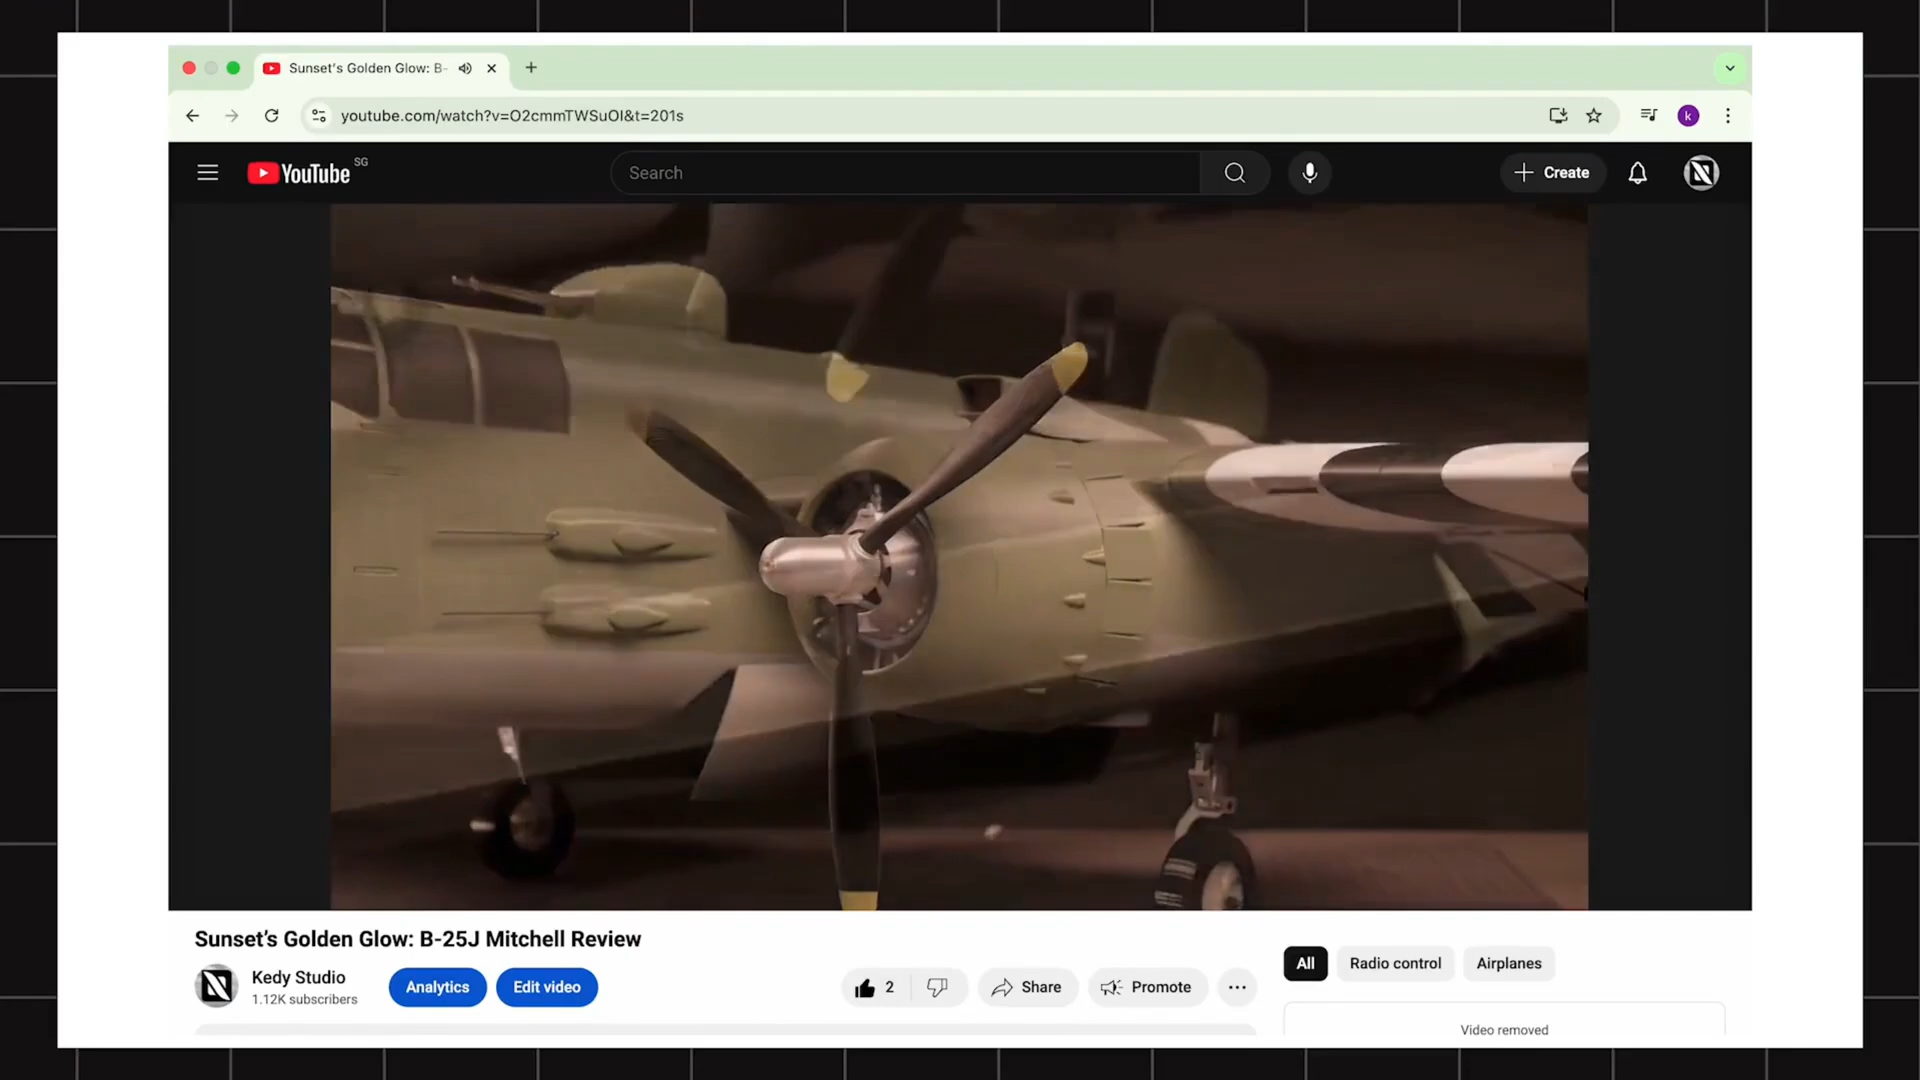 Sunset's Golden Glow: B-
youtube.com/watch?v=O2cmmTWSuOI&t=201s
k
YouTube SG
Search
Create
Sunset's Golden Glow: B-25J Mitchell Review
Kedy Studio
1.12K subscribers
Analytics
Edit video
2
Share
Promote
All
Radio control
Airplanes
Video removed